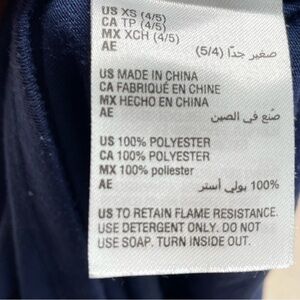 US XS (4/5)
CA TP (4/5)
MX XCH (4/5)
AE صغير جدًا (5/4)
US MADE IN CHINA
CA FABRIQUÉ EN CHINE
MX HECHO EN CHINA
AE صنع في الصين
US 100% POLYESTER
CA 100% POLYESTER
MX 100% poliester
AE 100% بولي أستر
US TO RETAIN FLAME RESISTANCE.
USE DETERGENT ONLY. DO NOT
USE SOAP. TURN INSIDE OUT.